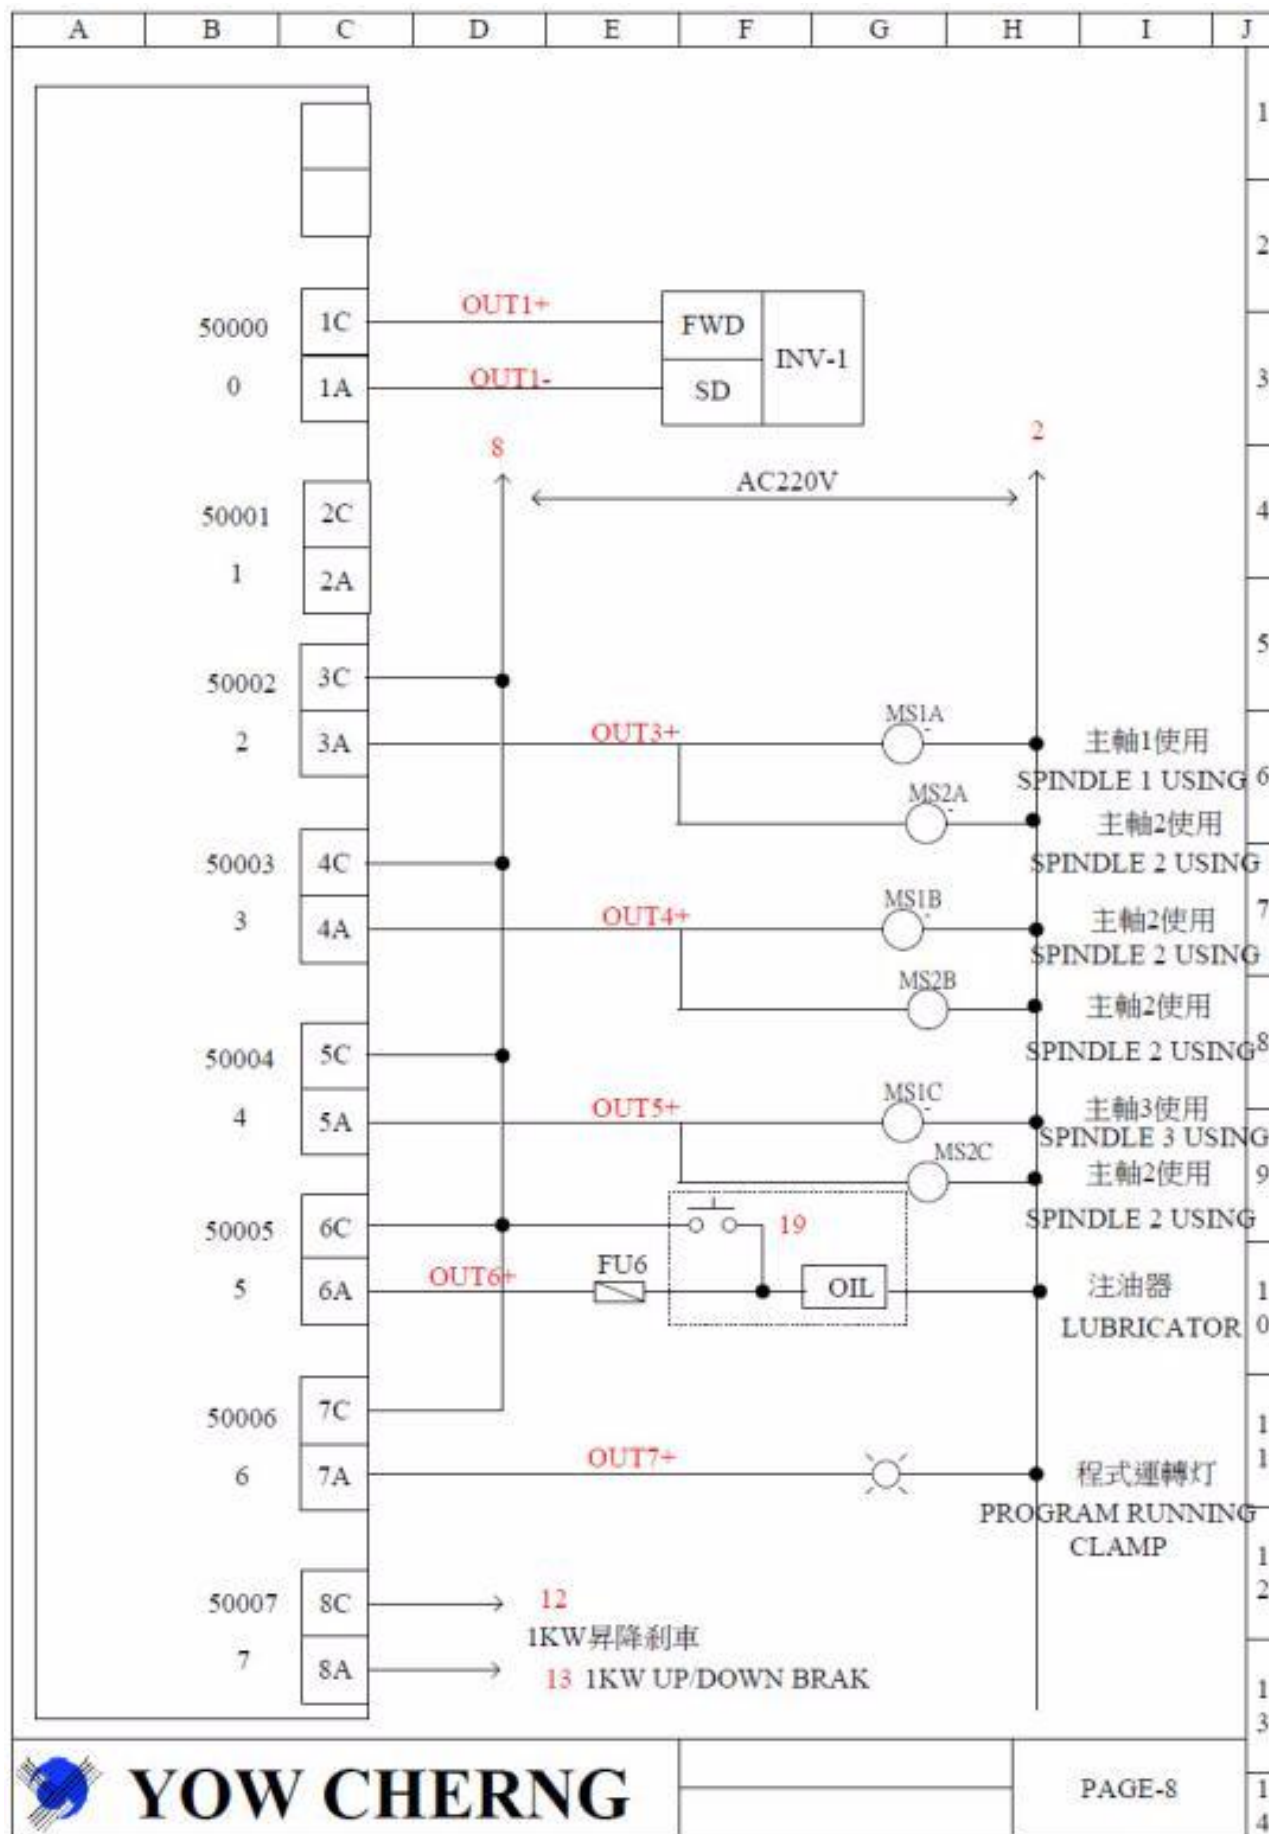 A B C D E F G H I J
1
2
50000 1C OUT1+ FWD INV-1
0 1A OUT1- SD
3
8 2
AC220V
50001 2C
4
1 2A
5
50002 3C
MS1A
2 3A OUT3+ 主軸1使用
SPINDLE 1 USING 6
MS2A
主軸2使用
50003 4C SPINDLE 2 USING
MS1B
7
3 4A OUT4+ 主軸2使用
SPINDLE 2 USING
MS2B
主軸2使用
50004 5C SPINDLE 2 USING 8
MS1C
4 5A OUT5+ 主軸3使用
SPINDLE 3 USING
MS2C
主軸2使用 9
50005 6C 19 SPINDLE 2 USING
FU6
5 6A OUT6+ OIL 注油器 1
LUBRICATOR 0
50006 7C 1
OUT7+ 1
6 7A 程式運轉灯
PROGRAM RUNNING
CLAMP 1
50007 8C 12 2
1KW昇降剎車
7 8A 13 1KW UP/DOWN BRAK
1
3
YOW CHERNG PAGE-8 1
4